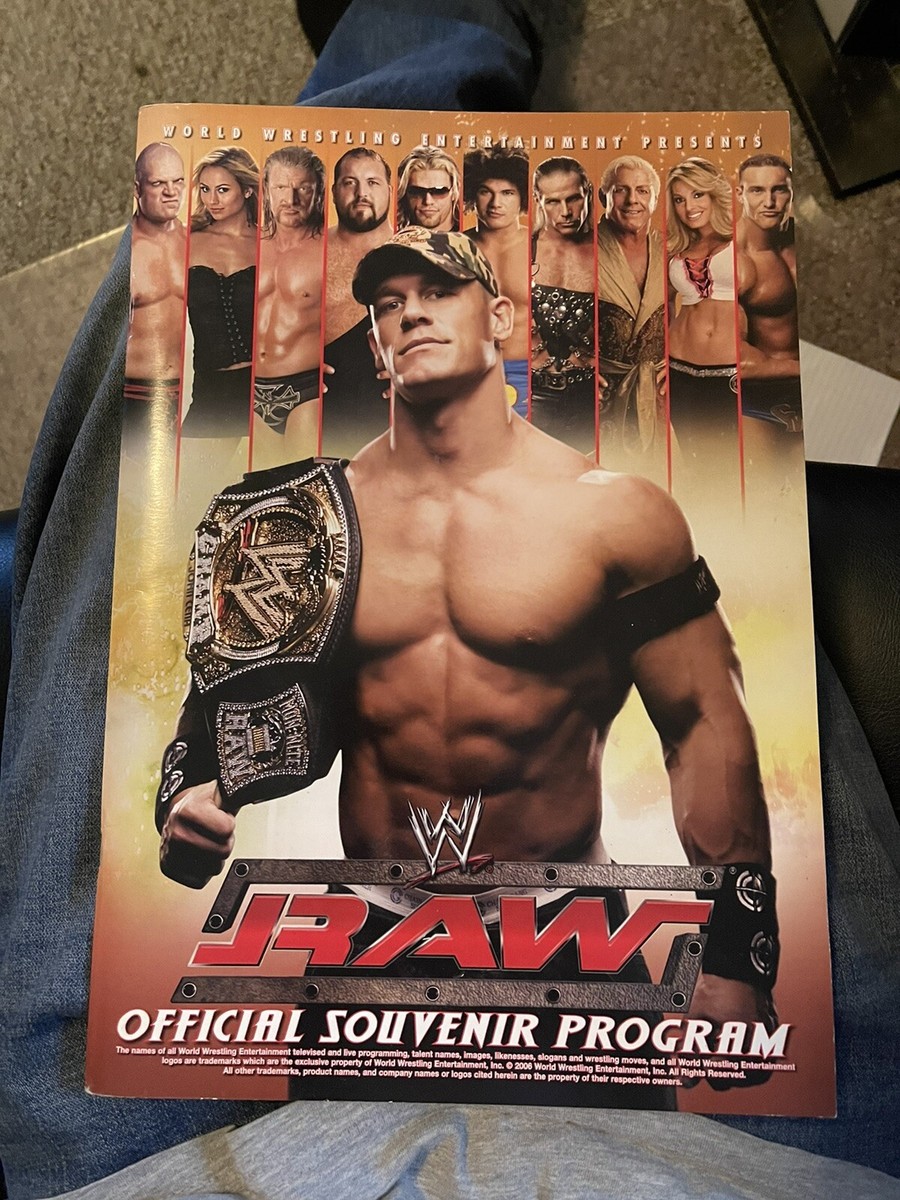 WORLD WRESTLING ENTERTAINMENT PRESENTS
CHAMP
W
RAW
W
RAW
OFFICIAL SOUVENIR PROGRAM
The names of all World Wrestling Entertainment televised and live programming, talent names, images, likenesses, slogans and wrestling moves, and all World Wrestling Entertainment
logos are trademarks which are the exclusive property of World Wrestling Entertainment, Inc. © 2006 World Wrestling Entertainment, Inc. All Rights Reserved.
All other trademarks, product names, and company names or logos cited herein are the property of their respective owners.